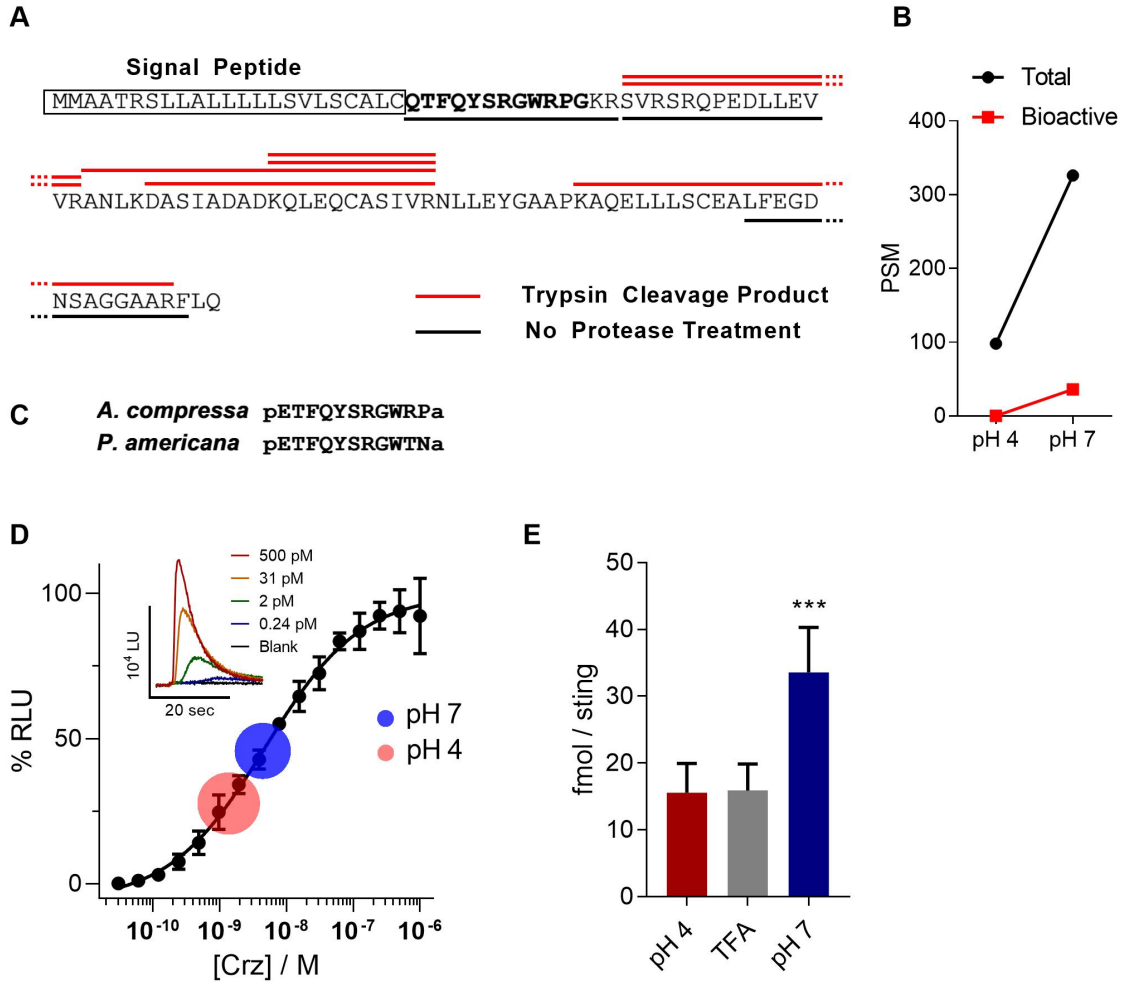 A
Signal Peptide
MMAATRSLLALLLLLLSVLSCALCQTFQYSRGWRPGKRSVRSRQPEDLLEV
VRANLKDASIADADKQLEQCASIVRNLLEYGAAPKAQELLLSCEALFEGD
NSAGGAARFLQ
Trypsin Cleavage Product
No Protease Treatment
B
Total
Bioactive
400
300
200
100
0
PSM
pH 4
pH 7
C
A. compressa pETFQYSRGWRPa
P. americana pETFQYSRGWTNa
D
500 pM
31 pM
2 pM
0.24 pM
Blank
10⁴ LU
20 sec
100
50
0
% RLU
pH 7
pH 4
10⁻¹⁰ 10⁻⁹ 10⁻⁸ 10⁻⁷ 10⁻⁶
[Crz] / M
E
50
40
30
20
10
0
fmol / sting
***
pH 4
TFA
pH 7